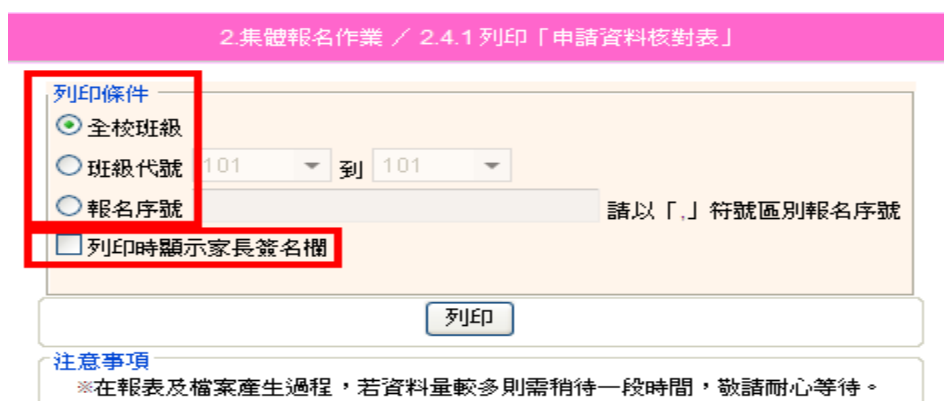 2.集體報名作業 ／ 2.4.1列印「申請資料核對表」
列印條件
全校班級
班級代號 101 到 101
報名序號 請以「,」符號區別報名序號
列印時顯示家長簽名欄
列印
注意事項
※在報表及檔案產生過程，若資料量較多則需稍待一段時間，敬請耐心等待。